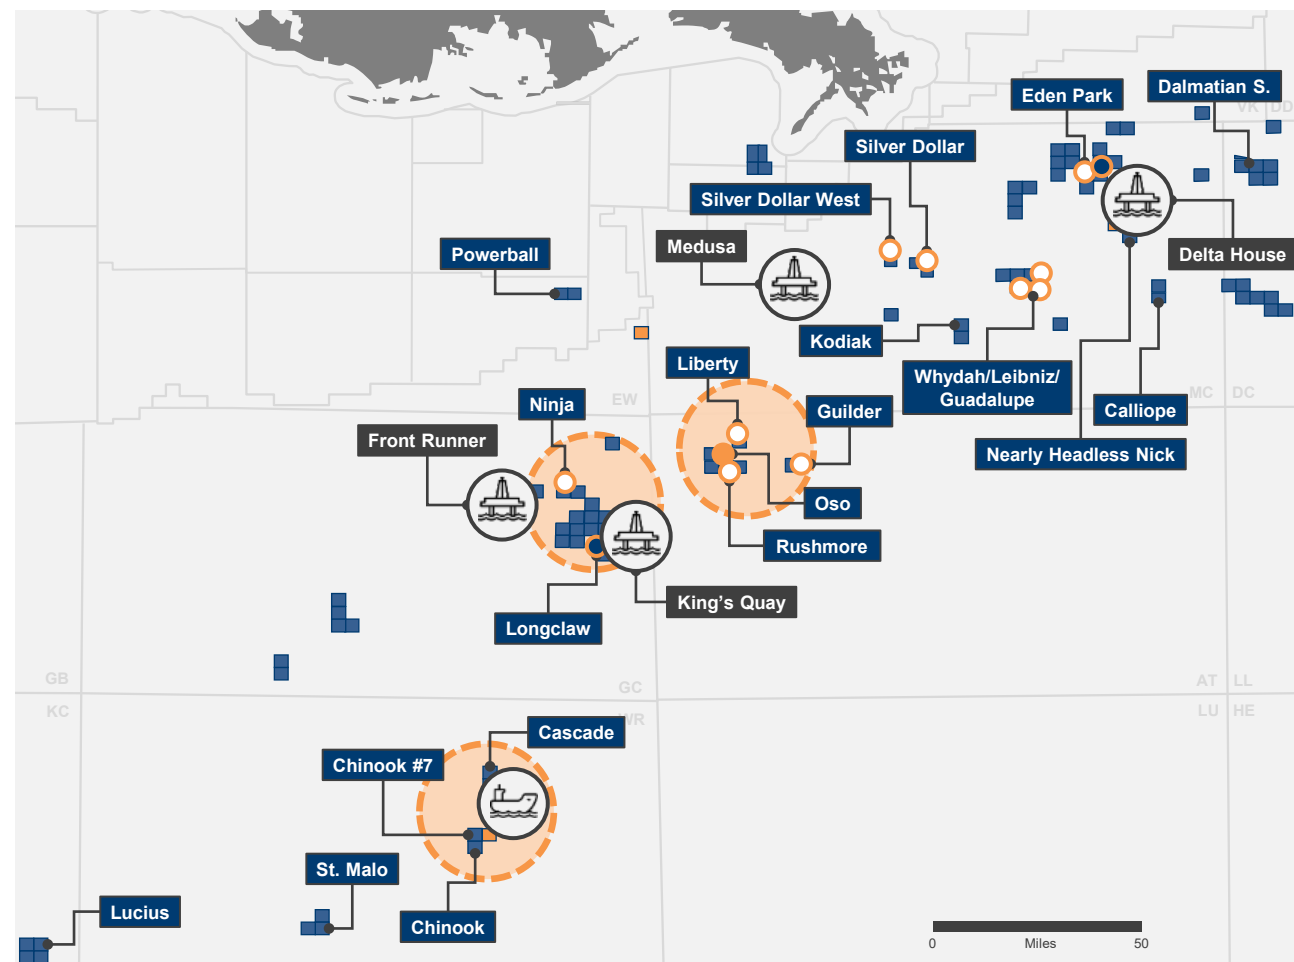 Eden Park
Dalmatian S.
VK
DD
Silver Dollar
Silver Dollar West
Medusa
Powerball
Delta House
Kodiak
Liberty
Whydah/Leibniz/
Guadalupe
MC
DC
Calliope
EW
Ninja
Guilder
Front Runner
Nearly Headless Nick
Oso
Rushmore
King's Quay
Longclaw
GB
GC
AT
LL
KC
WR
LU
HE
Cascade
Chinook #7
St. Malo
Lucius
Chinook
0
Miles
50